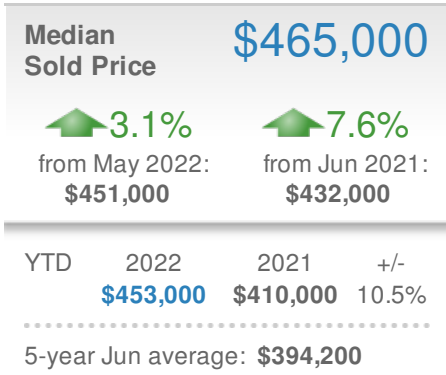 Median
Sold Price
$465,000
3.1%
7.6%
from May 2022:
from Jun 2021:
$451,000
$432,000
YTD 2022 2021 +/-
$453,000 $410,000 10.5%
5-year Jun average: $394,200